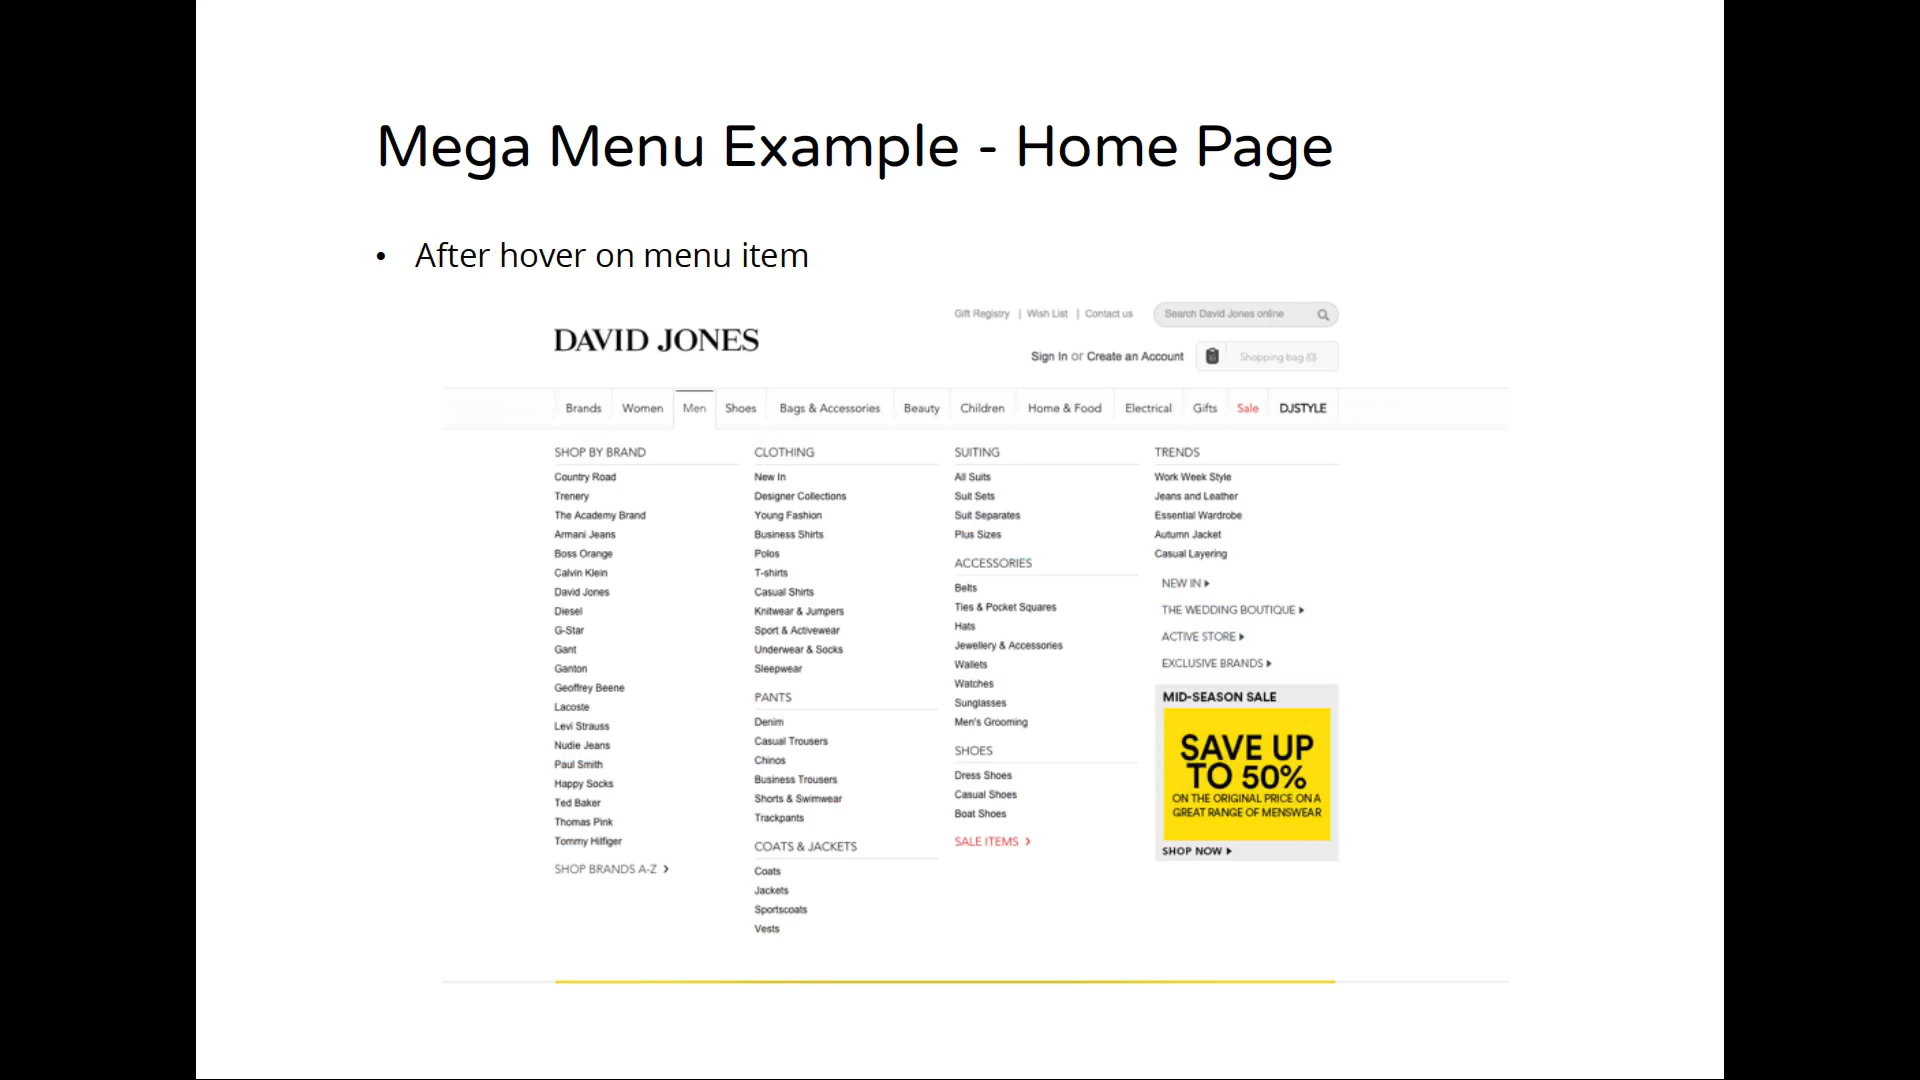 Mega Menu Example - Home Page
• After hover on menu item
Gift Registry | Wish List | Contact us
Search David Jones online
DAVID JONES
Sign In or Create an Account
Shopping bag (0)
Brands Women Men Shoes Bags & Accessories Beauty Children Home & Food Electrical Gifts Sale DJSTYLE
SHOP BY BRAND
Country Road
Trenery
The Academy Brand
Armani Jeans
Boss Orange
Calvin Klein
David Jones
Diesel
G-Star
Gant
Ganton
Geoffrey Beene
Lacoste
Levi Strauss
Nudie Jeans
Paul Smith
Happy Socks
Ted Baker
Thomas Pink
Tommy Hilfiger
SHOP BRANDS A-Z
CLOTHING
New In
Designer Collections
Young Fashion
Business Shirts
Polos
T-shirts
Casual Shirts
Knitwear & Jumpers
Sport & Activewear
Underwear & Socks
Sleepwear
PANTS
Denim
Casual Trousers
Chinos
Business Trousers
Shorts & Swimwear
Trackpants
COATS & JACKETS
Coats
Jackets
Sportscoats
Vests
SUITING
All Suits
Suit Sets
Suit Separates
Plus Sizes
ACCESSORIES
Belts
Ties & Pocket Squares
Hats
Jewellery & Accessories
Wallets
Watches
Sunglasses
Men's Grooming
SHOES
Dress Shoes
Casual Shoes
Boat Shoes
SALE ITEMS
TRENDS
Work Week Style
Jeans and Leather
Essential Wardrobe
Autumn Jacket
Casual Layering
NEW IN
THE WEDDING BOUTIQUE
ACTIVE STORE
EXCLUSIVE BRANDS
MID-SEASON SALE
SAVE UP
TO 50%
ON THE ORIGINAL PRICE ON A
GREAT RANGE OF MENSWEAR
SHOP NOW